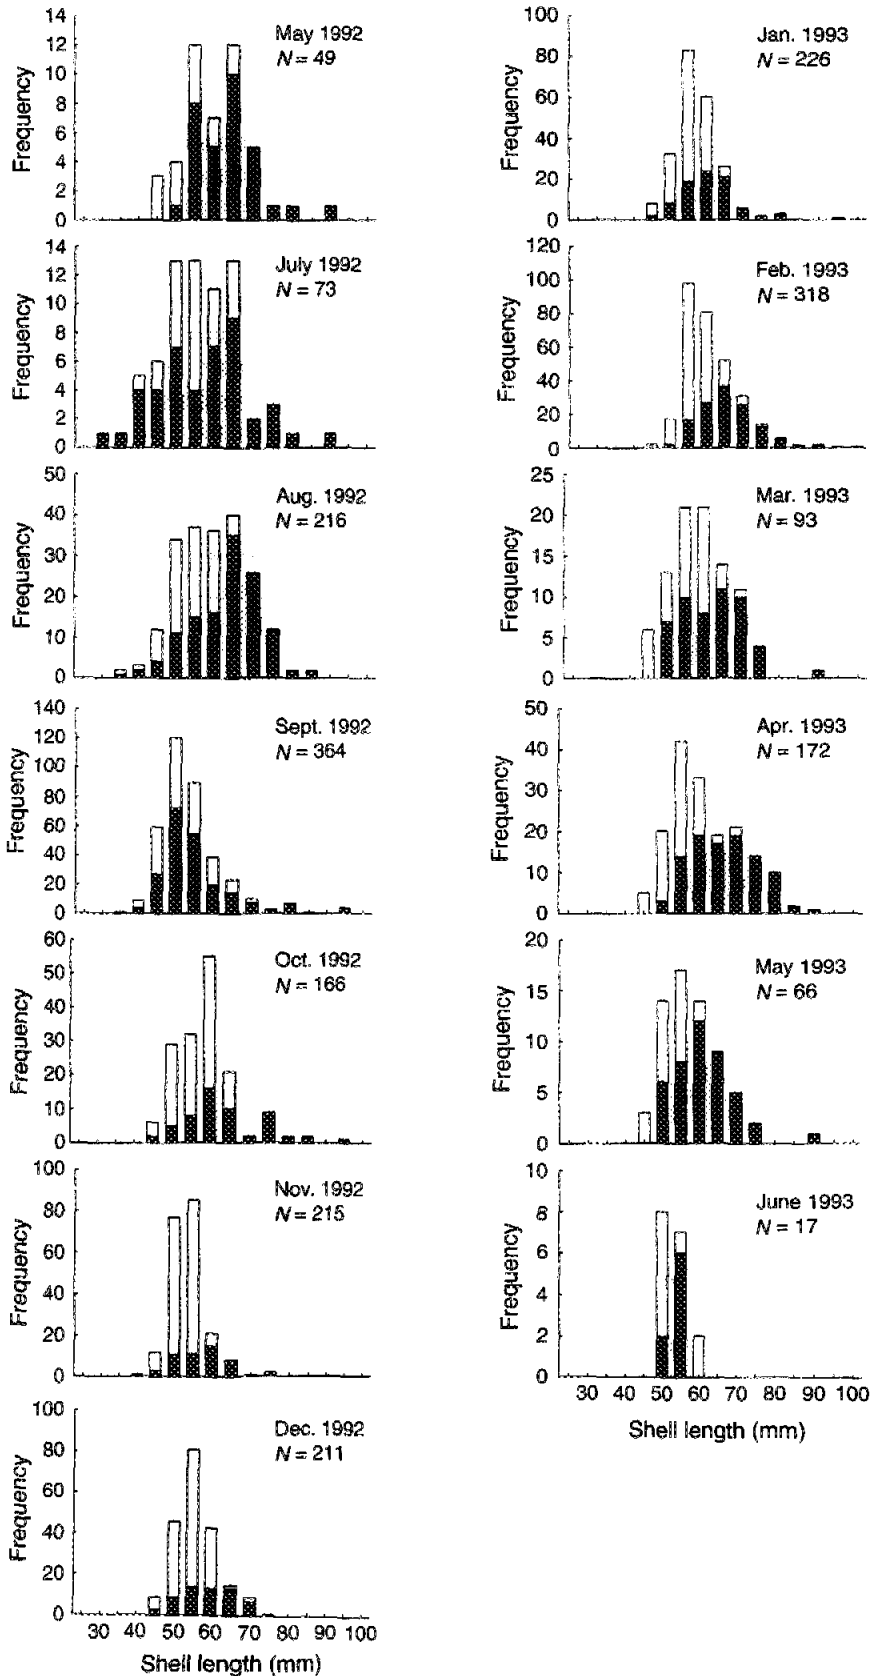 14
12
10
8
6
4
2
0
Frequency
May 1992
N = 49
14
12
10
8
6
4
2
0
Frequency
July 1992
N = 73
50
40
30
20
10
0
Frequency
Aug. 1992
N = 216
140
120
100
80
60
40
20
0
Frequency
Sept. 1992
N = 364
60
50
40
30
20
10
0
Frequency
Oct. 1992
N = 166
100
80
60
40
20
0
Frequency
Nov. 1992
N = 215
100
80
60
40
20
0
Frequency
Dec. 1992
N = 211
30 40 50 60 70 80 90 100
Shell length (mm)
100
80
60
40
20
0
Frequency
Jan. 1993
N = 226
120
100
80
60
40
20
0
Frequency
Feb. 1993
N = 318
25
20
15
10
5
0
Frequency
Mar. 1993
N = 93
50
40
30
20
10
0
Frequency
Apr. 1993
N = 172
20
15
10
5
0
Frequency
May 1993
N = 66
10
8
6
4
2
0
Frequency
June 1993
N = 17
30 40 50 60 70 80 90 100
Shell length (mm)